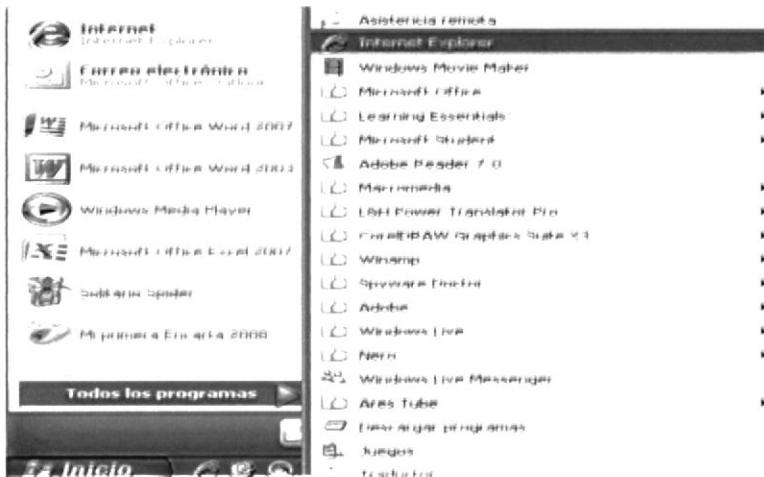 Internet
Internet Explorer
Correo electrónico
Microsoft Office Outlook
Microsoft Office Word 2007
Microsoft Office Word 2003
Windows Media Player
Microsoft Office Excel 2007
Solitario Spider
Mi primera Encarta 2008
Todos los programas
Inicio
Asistencia remota
Internet Explorer
Windows Movie Maker
Microsoft Office
Learning Essentials
Microsoft Student
Adobe Reader 7.0
Macromedia
L&H Power Translator Pro
CorelDRAW Graphics Suite X3
Winamp
Spyware Doctor
Adobe
Windows Live
Nero
Windows Live Messenger
Ares Tube
Descargar programas
Juegos
Traductor